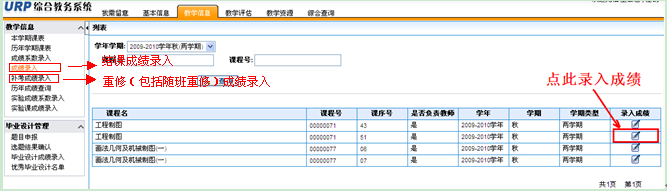 URP综合教务系统
我需留意 基本信息 教学信息 教学评估 教学资源 综合查询
教学信息
本学期课表
历年学期课表
成绩系数录入
成绩录入
补考成绩录入
历年成绩查询
实验成绩系数录入
实验课成绩录入
毕业设计管理
题目申报
选题结果确认
毕业设计成绩录入
优秀毕业设计名单
列表
学年学期: 2009-2010学年秋(两学期)
课程号:
成绩录入
重修(包括随班重修)成绩录入
点此录入成绩
课程名 课程号 课序号 是否负责教师 学年 学期 学期类型 录入成绩
工程制图 00000071 43 是 2009-2010学年 秋 两学期
工程制图 00000071 51 是 2009-2010学年 秋 两学期
画法几何及机械制图(一) 00000077 06 是 2009-2010学年 秋 两学期
画法几何及机械制图(一) 00000077 07 是 2009-2010学年 秋 两学期
共1页 第1页